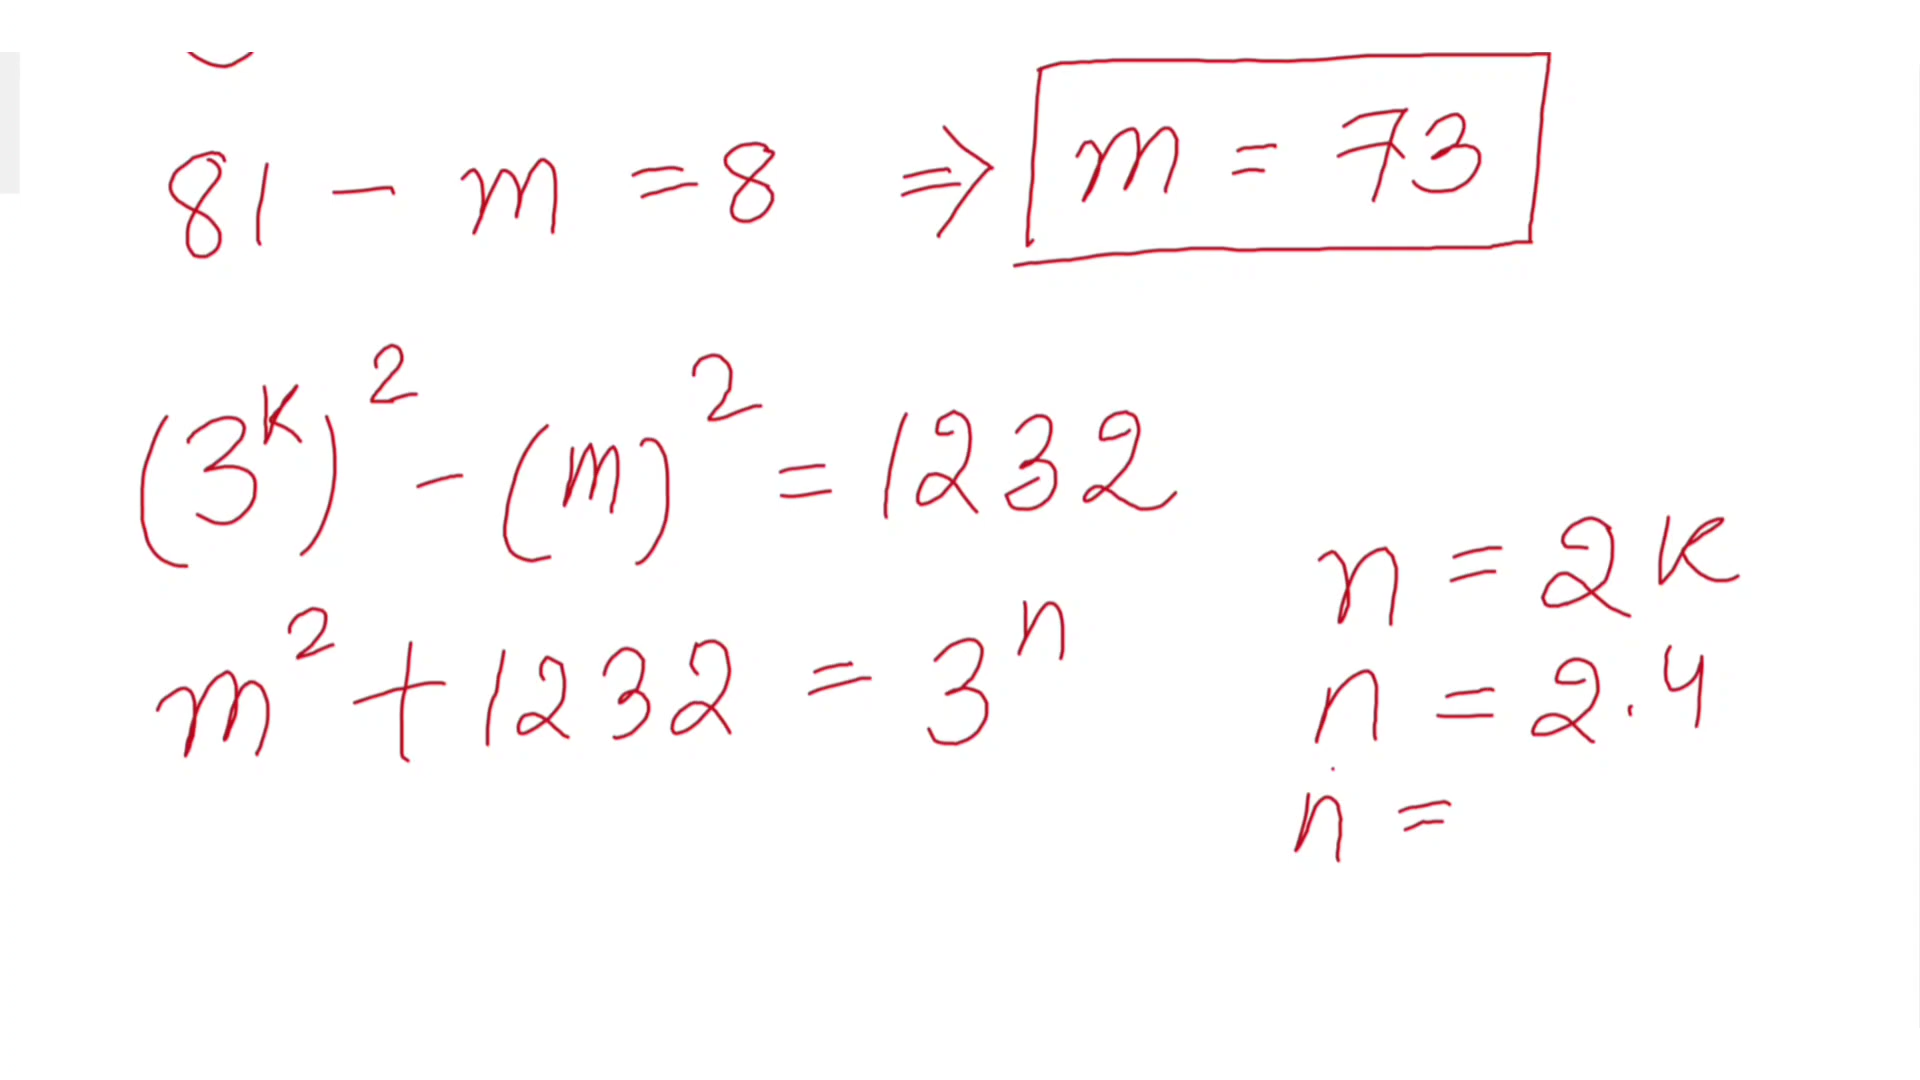 81 - m = 8 ⇒ m = 73
(3^k)^2 - (m)^2 = 1232
n = 2k
m^2 + 1232 = 3^n
n = 2.4
n =